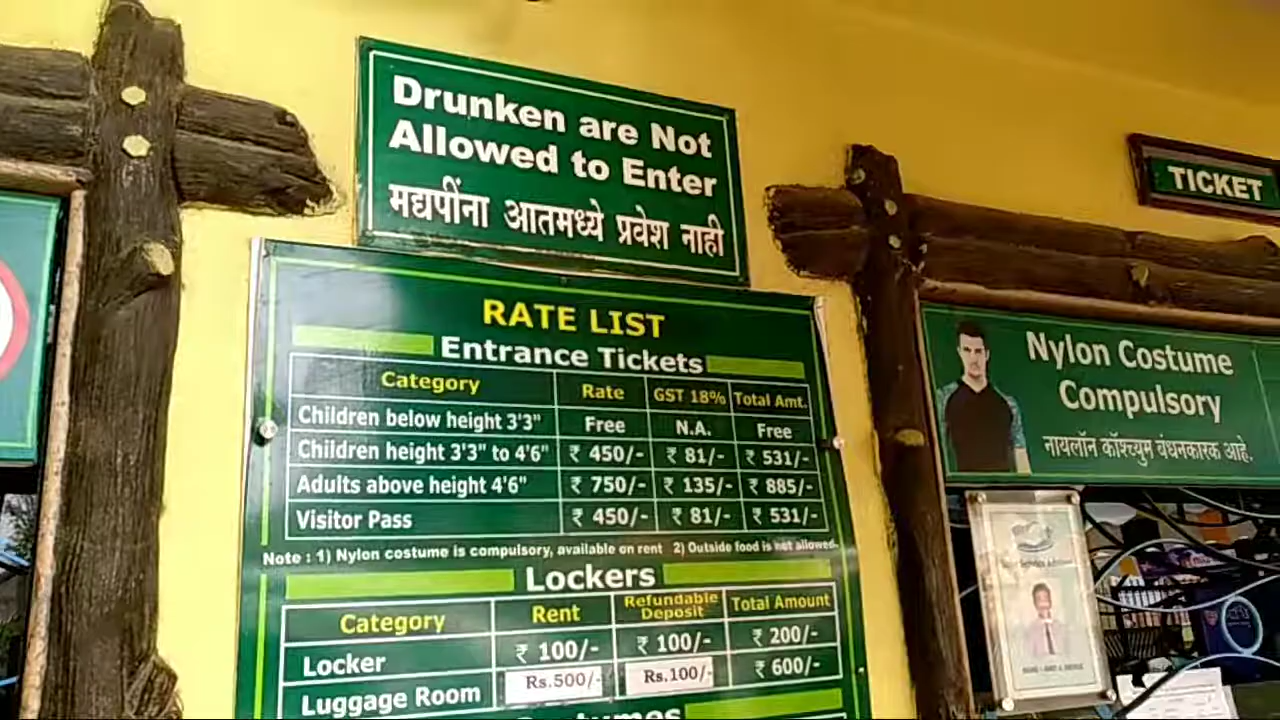 Drunken are Not
Allowed to Enter
मद्यपींना आतमध्ये प्रवेश नाही
TICKET
RATE LIST
Entrance Tickets
Category Rate GST 18% Total Amt.
Children below height 3'3" Free N.A. Free
Children height 3'3" to 4'6" ₹ 450/- ₹ 81/- ₹ 531/-
Adults above height 4'6" ₹ 750/- ₹ 135/- ₹ 885/-
Visitor Pass ₹ 450/- ₹ 81/- ₹ 531/-
Note : 1) Nylon costume is compulsory, available on rent 2) Outside food is not allowed.
Lockers
Category Rent Refundable Deposit Total Amount
Locker ₹ 100/- ₹ 100/- ₹ 200/-
Luggage Room Rs.500/- Rs.100/- ₹ 600/-
Costumes
Nylon Costume
Compulsory
नायलॉन कॉश्च्युम बंधनकारक आहे.